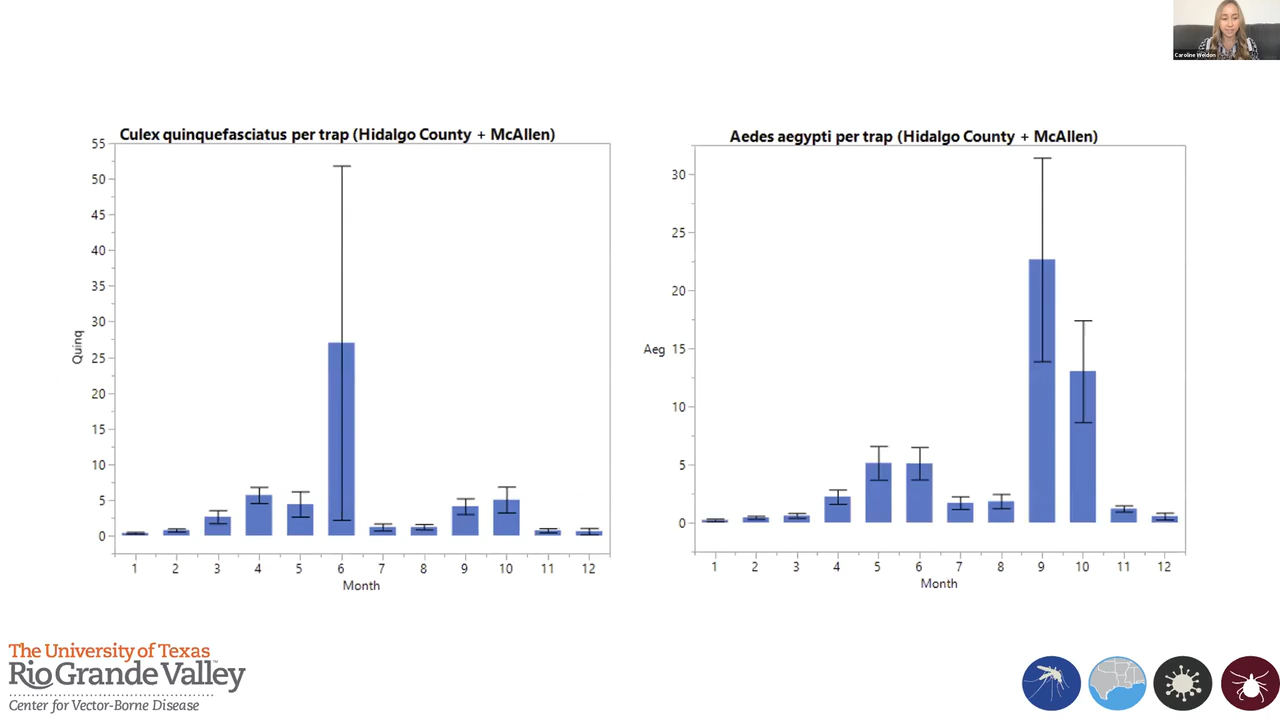 Caroline Weldon
Culex quinquefasciatus per trap (Hidalgo County + McAllen)
55
50
45
40
35
30
25
20
15
10
5
0
Quinq
1 2 3 4 5 6 7 8 9 10 11 12
Month
Aedes aegypti per trap (Hidalgo County + McAllen)
30
25
20
15
10
5
0
Aeg
1 2 3 4 5 6 7 8 9 10 11 12
Month
The University of Texas
Rio Grande Valley™
Center for Vector-Borne Disease